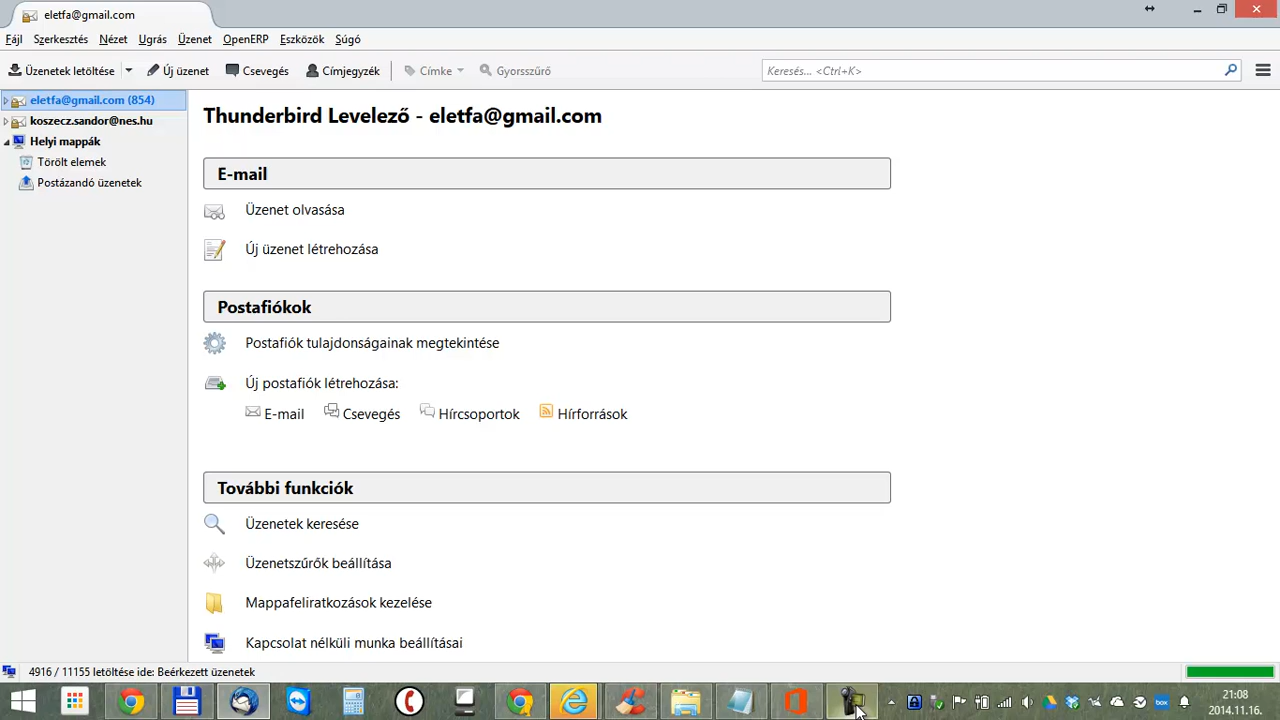 eletfa@gmail.com
Fájl Szerkesztés Nézet Ugrás Üzenet OpenERP Eszközök Súgó
Üzenetek letöltése Új üzenet Csevegés Címjegyzék Címke Gyorsszűrő Keresés... <Ctrl+K>
eletfa@gmail.com (854)
koszecz.sandor@nes.hu
Helyi mappák
Törölt elemek
Postázandó üzenetek
Thunderbird Levelező - eletfa@gmail.com
E-mail
Üzenet olvasása
Új üzenet létrehozása
Postafiókok
Postafiók tulajdonságainak megtekintése
Új postafiók létrehozása:
E-mail Csevegés Hírcsoportok Hírforrások
További funkciók
Üzenetek keresése
Üzenetszűrők beállítása
Mappafeliratkozások kezelése
Kapcsolat nélküli munka beállításai
4916 / 11155 letöltése ide: Beérkezett üzenetek
21:08
2014.11.16.